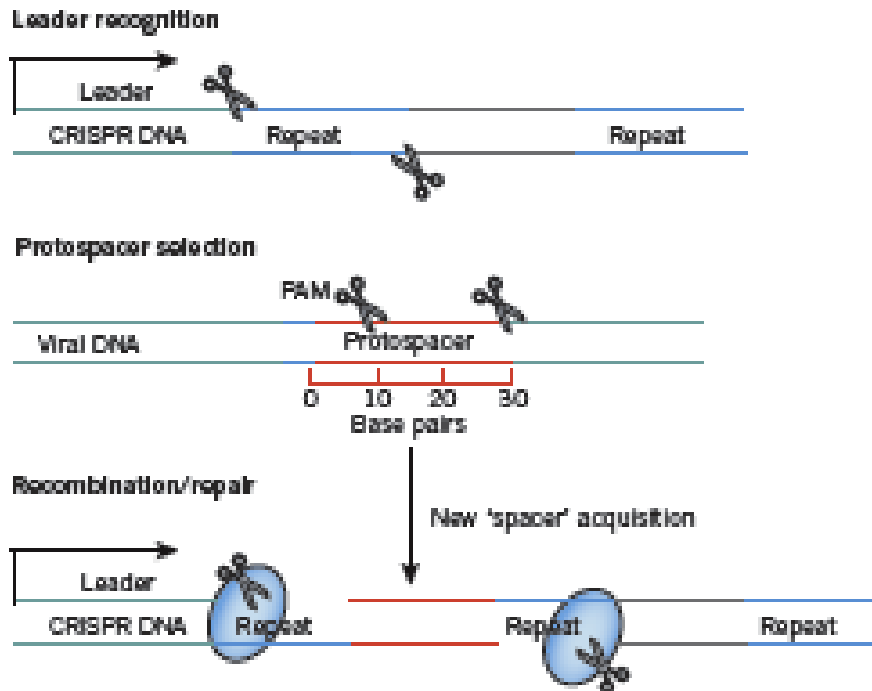 Leader recognition
Leader
CRISPR DNA Repeat Repeat
Protospacer selection
PAM
Viral DNA Protospacer
0 10 20 30
Base pairs
Recombination/repair
New 'spacer' acquisition
Leader
CRISPR DNA Repeat Repeat Repeat